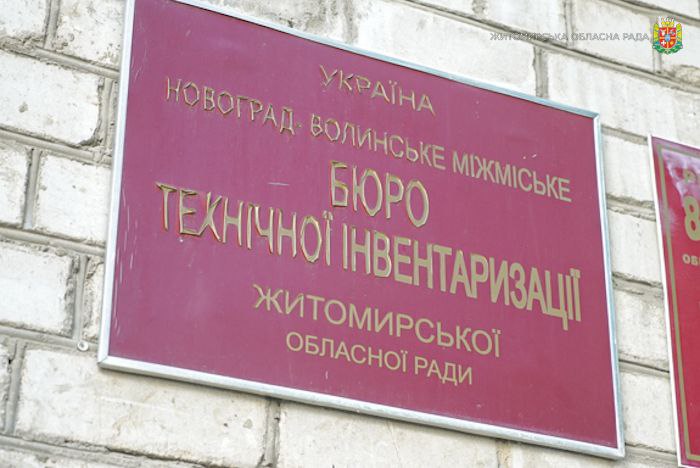 ЖИТОМИРСЬКА ОБЛАСНА РАДА
УКРАЇНА
НОВОГРАД-ВОЛИНСЬКЕ МІЖМІСЬКЕ
БЮРО
ТЕХНІЧНОЇ ІНВЕНТАРИЗАЦІЇ
ЖИТОМИРСЬКОЇ
ОБЛАСНОЇ РАДИ